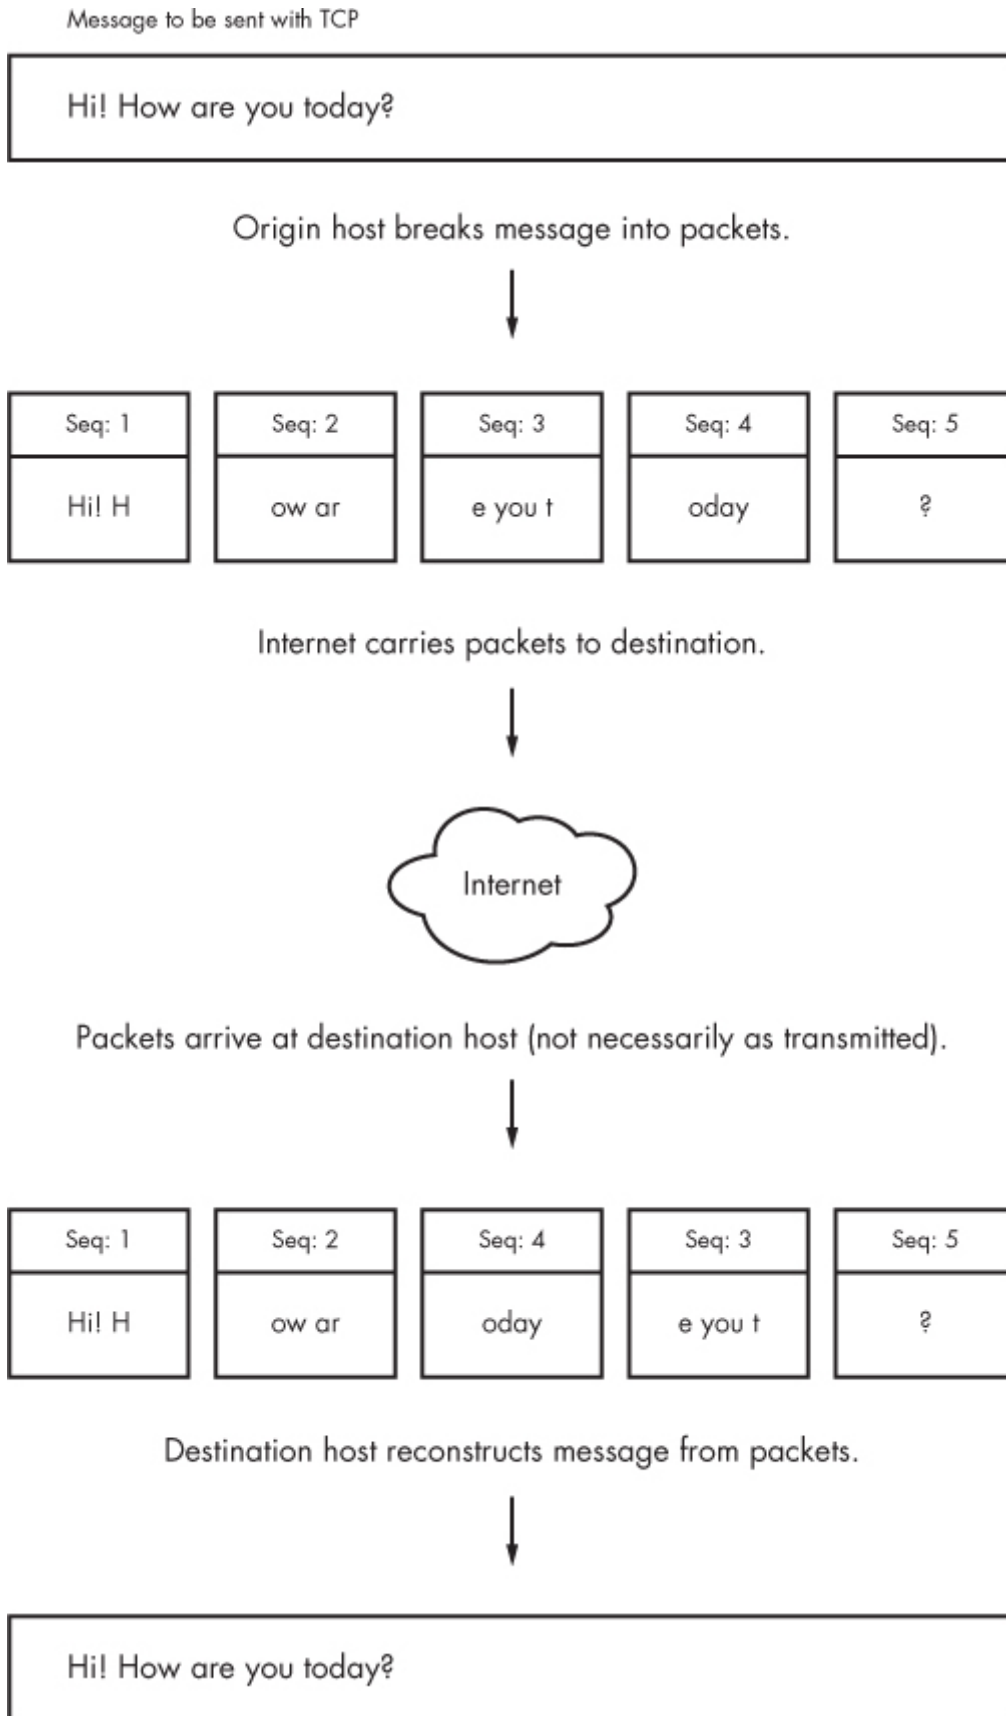 Message to be sent with TCP
Hi! How are you today?
Origin host breaks message into packets.
Seq: 1 Seq: 2 Seq: 3 Seq: 4 Seq: 5
Hi! H ow ar e you t oday ?
Internet carries packets to destination.
Internet
Packets arrive at destination host (not necessarily as transmitted).
Seq: 1 Seq: 2 Seq: 4 Seq: 3 Seq: 5
Hi! H ow ar oday e you t ?
Destination host reconstructs message from packets.
Hi! How are you today?